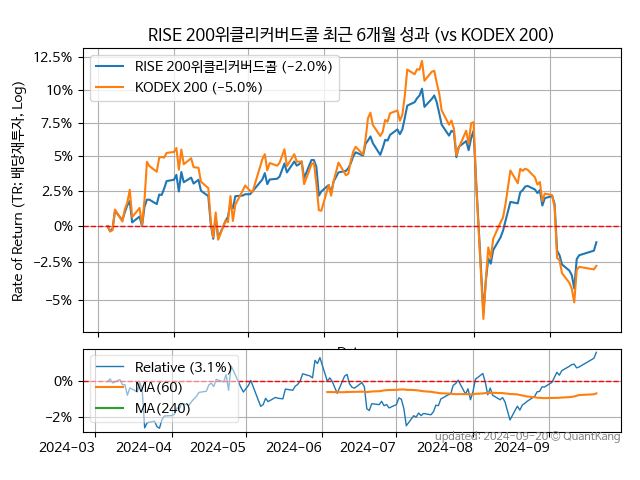 RISE 200위클리커버드콜 최근 6개월 성과 (vs KODEX 200)
Rate of Return (TR: 배당재투자, Log)
12.5%
10%
7.5%
5%
2.5%
0%
−2.5%
−5%
RISE 200위클리커버드콜 (−2.0%)
KODEX 200 (−5.0%)
0%
−2%
Relative (3.1%)
MA(60)
MA(240)
2024−03 2024−04 2024−05 2024−06 2024−07 2024−08 2024−09
updated: 2024-09-20 © QuantKang